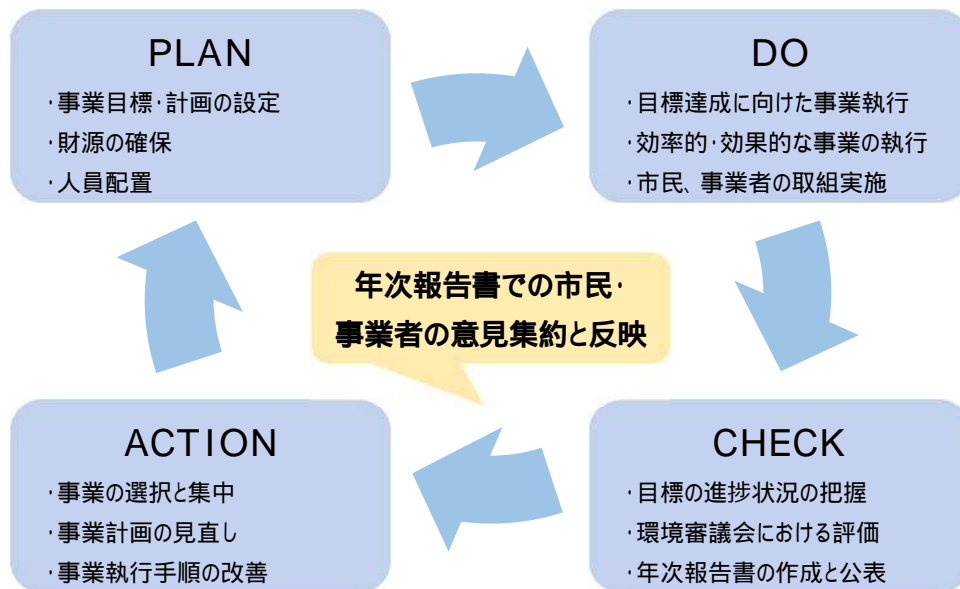 PLAN
・事業目標・計画の設定
・財源の確保
・人員配置
DO
・目標達成に向けた事業執行
・効率的・効果的な事業の執行
・市民、事業者の取組実施
年次報告書での市民・
事業者の意見集約と反映
ACTION
・事業の選択と集中
・事業計画の見直し
・事業執行手順の改善
CHECK
・目標の進捗状況の把握
・環境審議会における評価
・年次報告書の作成と公表